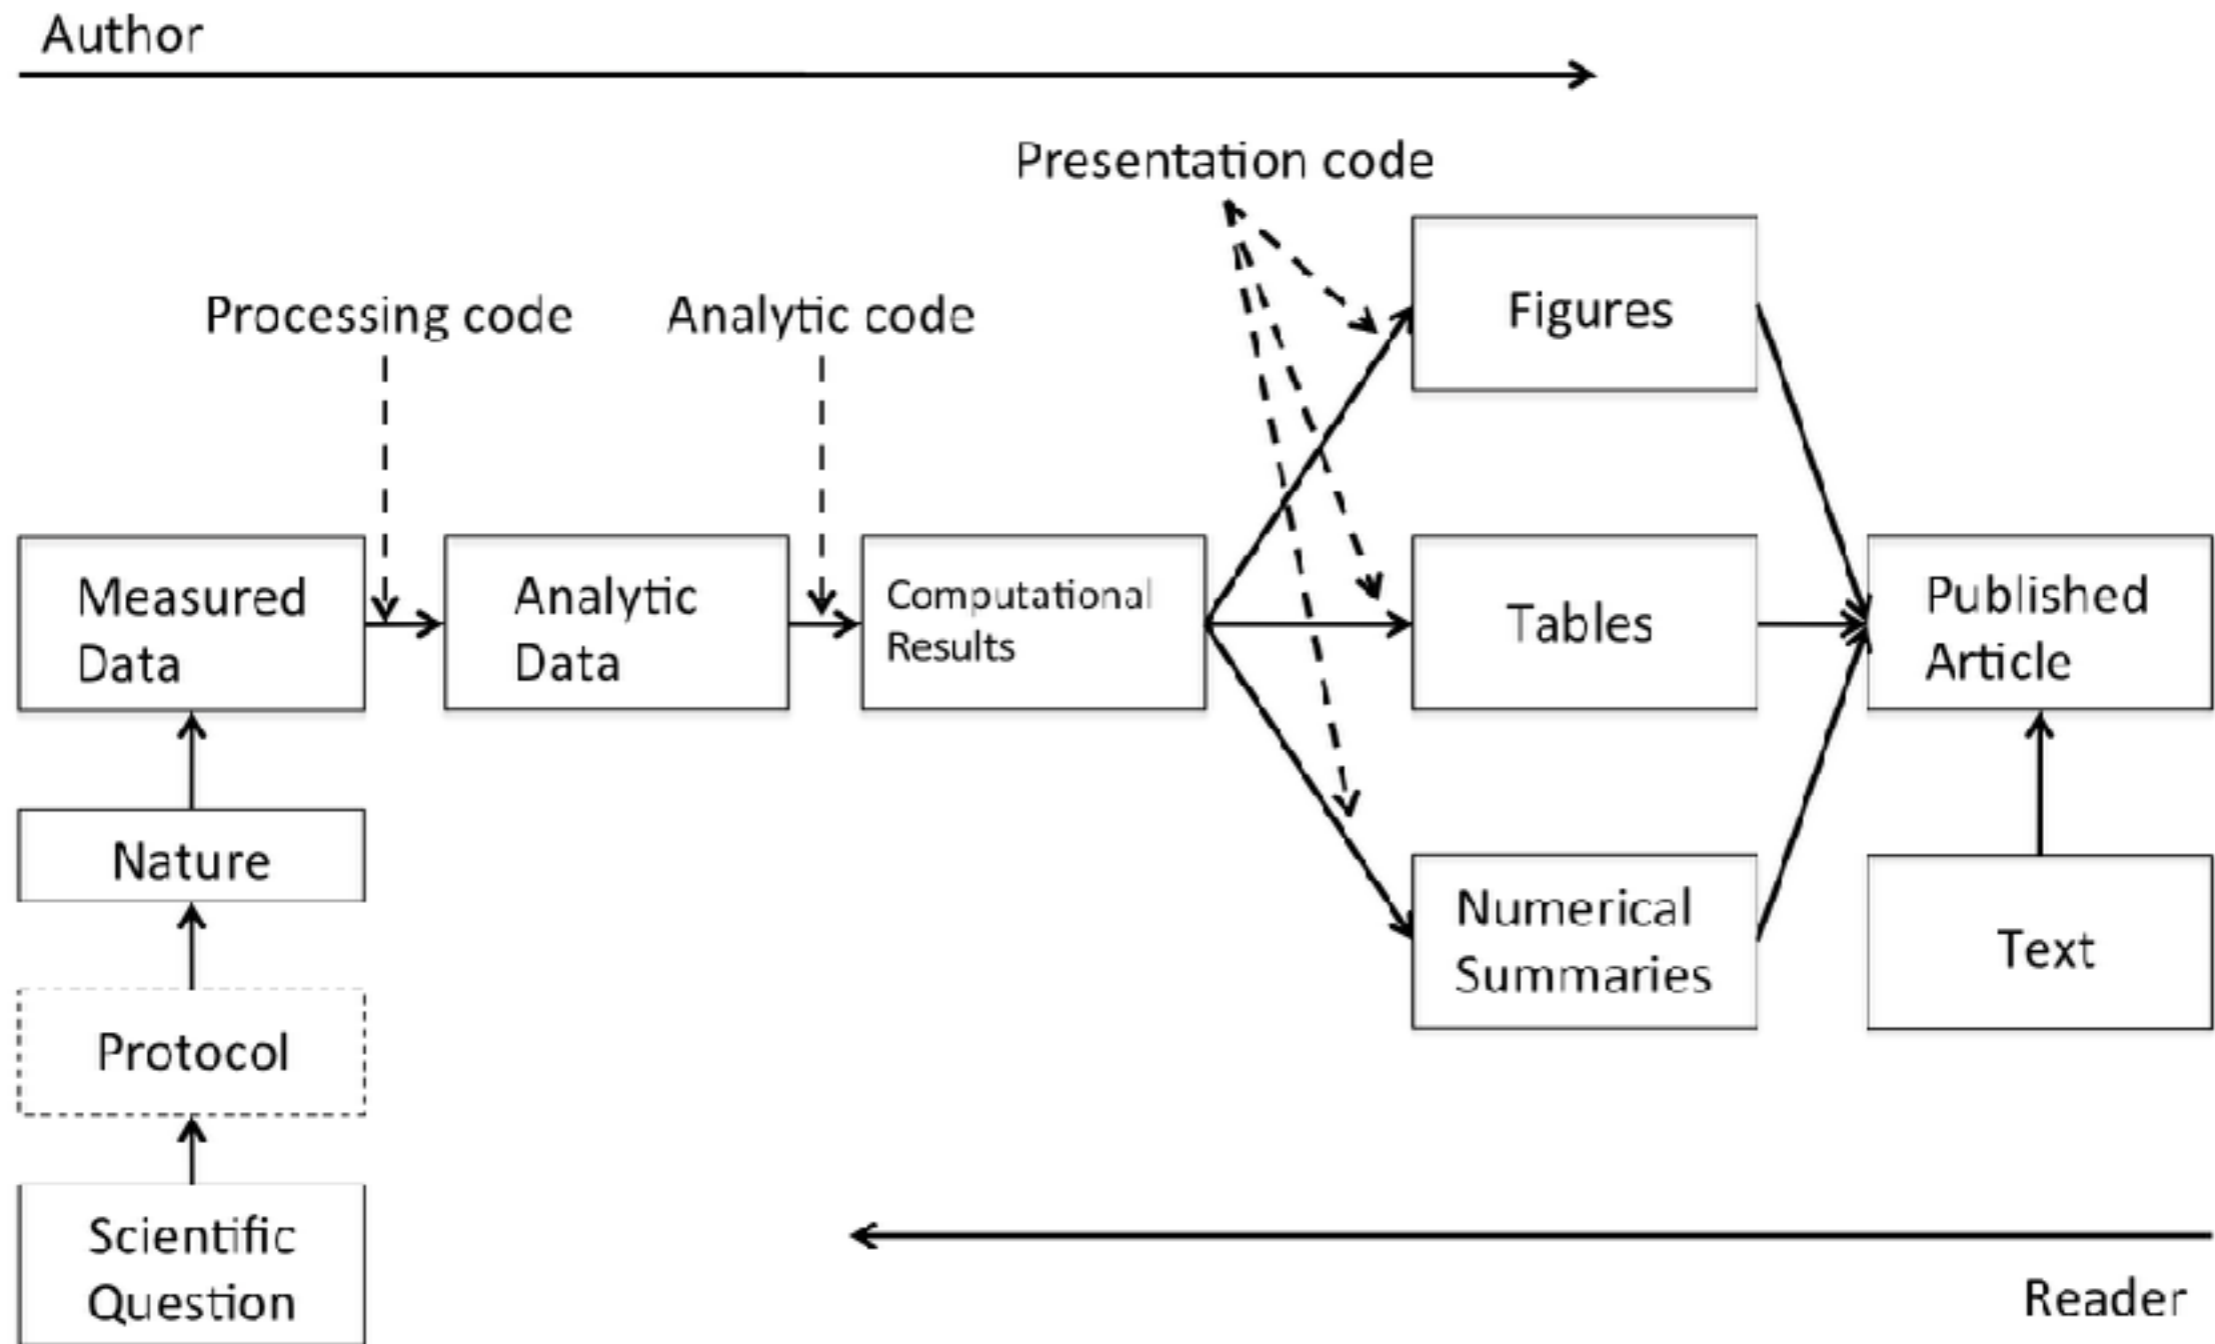 Author
Presentation code
Figures
Processing code
Analytic code
Measured
Data
Analytic
Data
Computational
Results
Tables
Published
Article
Nature
Numerical
Summaries
Text
Protocol
Scientific
Question
Reader